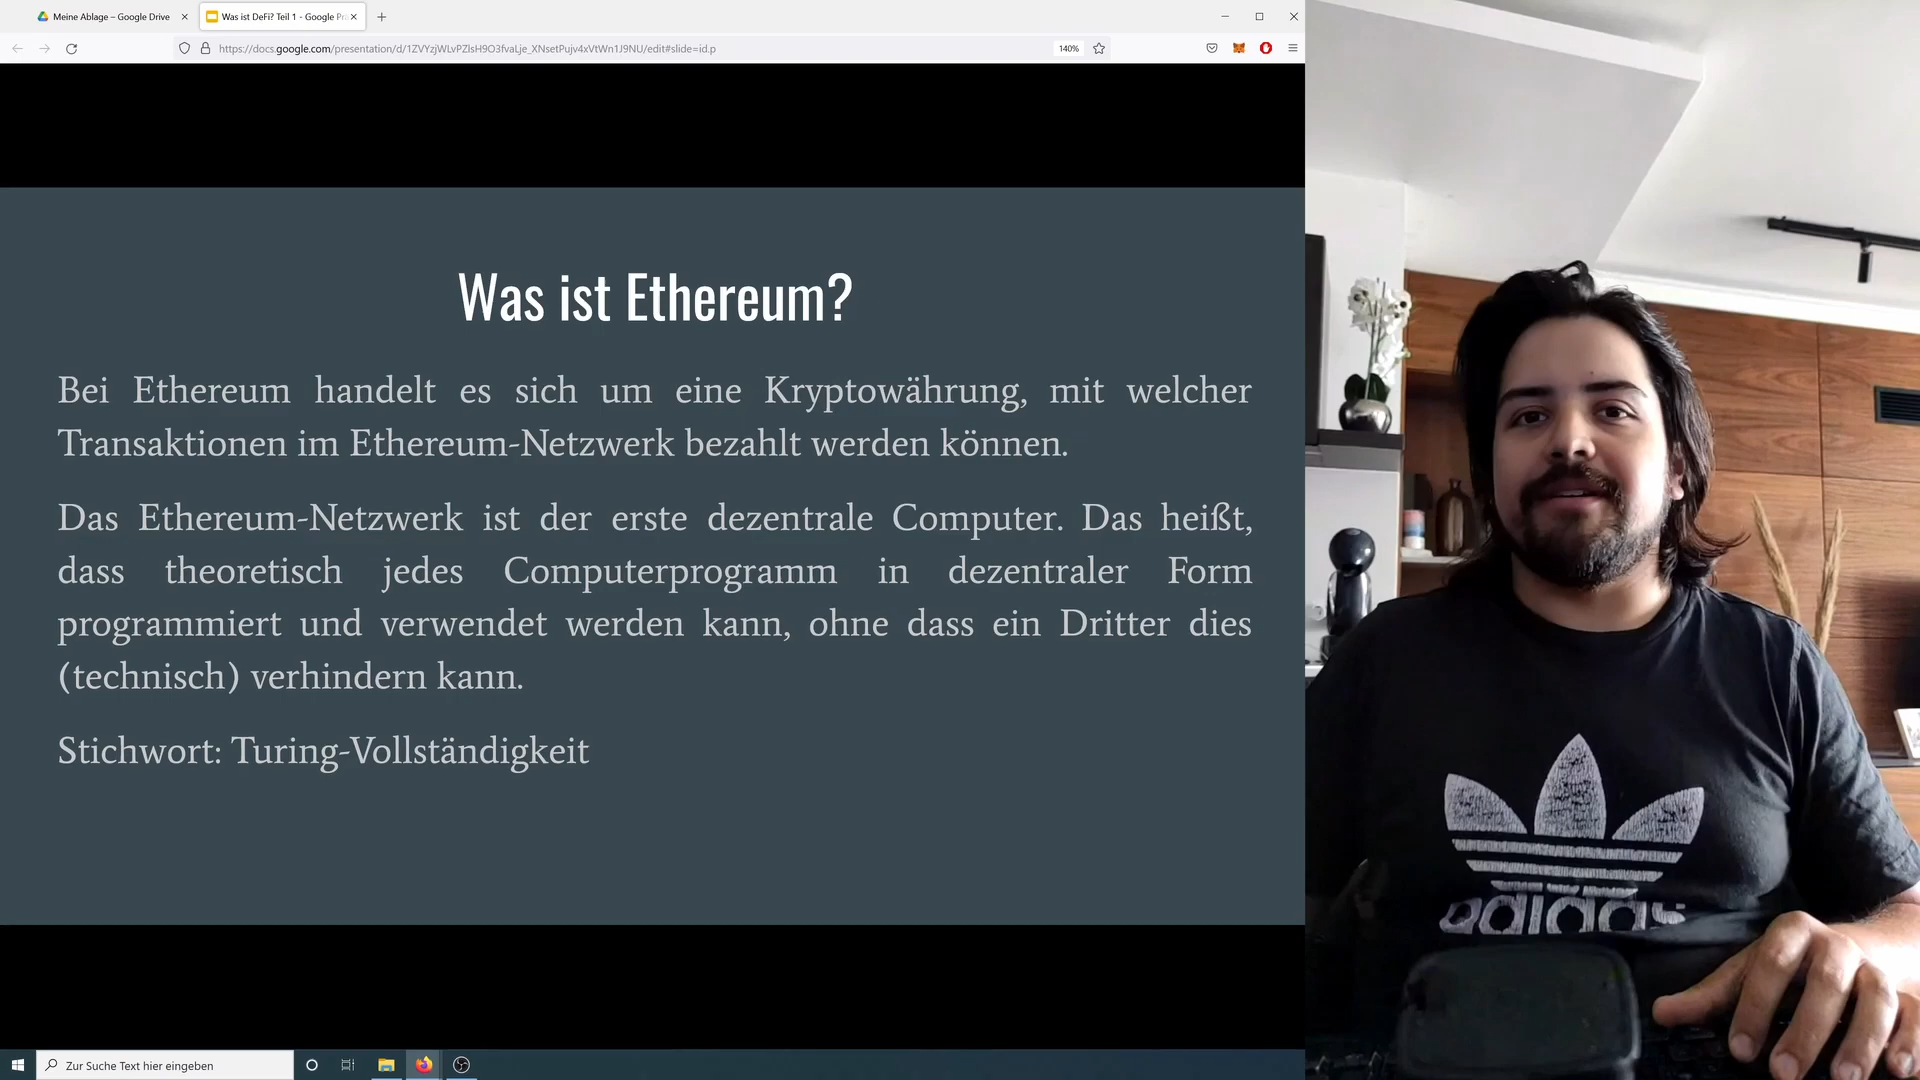 Meine Ablage – Google Drive
Was ist DeFi? Teil 1 - Google Prä
https://docs.google.com/presentation/d/1ZVYzjWLvPZlsH9O3fvaLje_XNsetPujv4xVtWn1J9NU/edit#slide=id.p
140%
Was ist Ethereum?
Bei Ethereum handelt es sich um eine Kryptowährung, mit welcher
Transaktionen im Ethereum-Netzwerk bezahlt werden können.
Das Ethereum-Netzwerk ist der erste dezentrale Computer. Das heißt,
dass theoretisch jedes Computerprogramm in dezentraler Form
programmiert und verwendet werden kann, ohne dass ein Dritter dies
(technisch) verhindern kann.
Stichwort: Turing-Vollständigkeit
adidas
Zur Suche Text hier eingeben